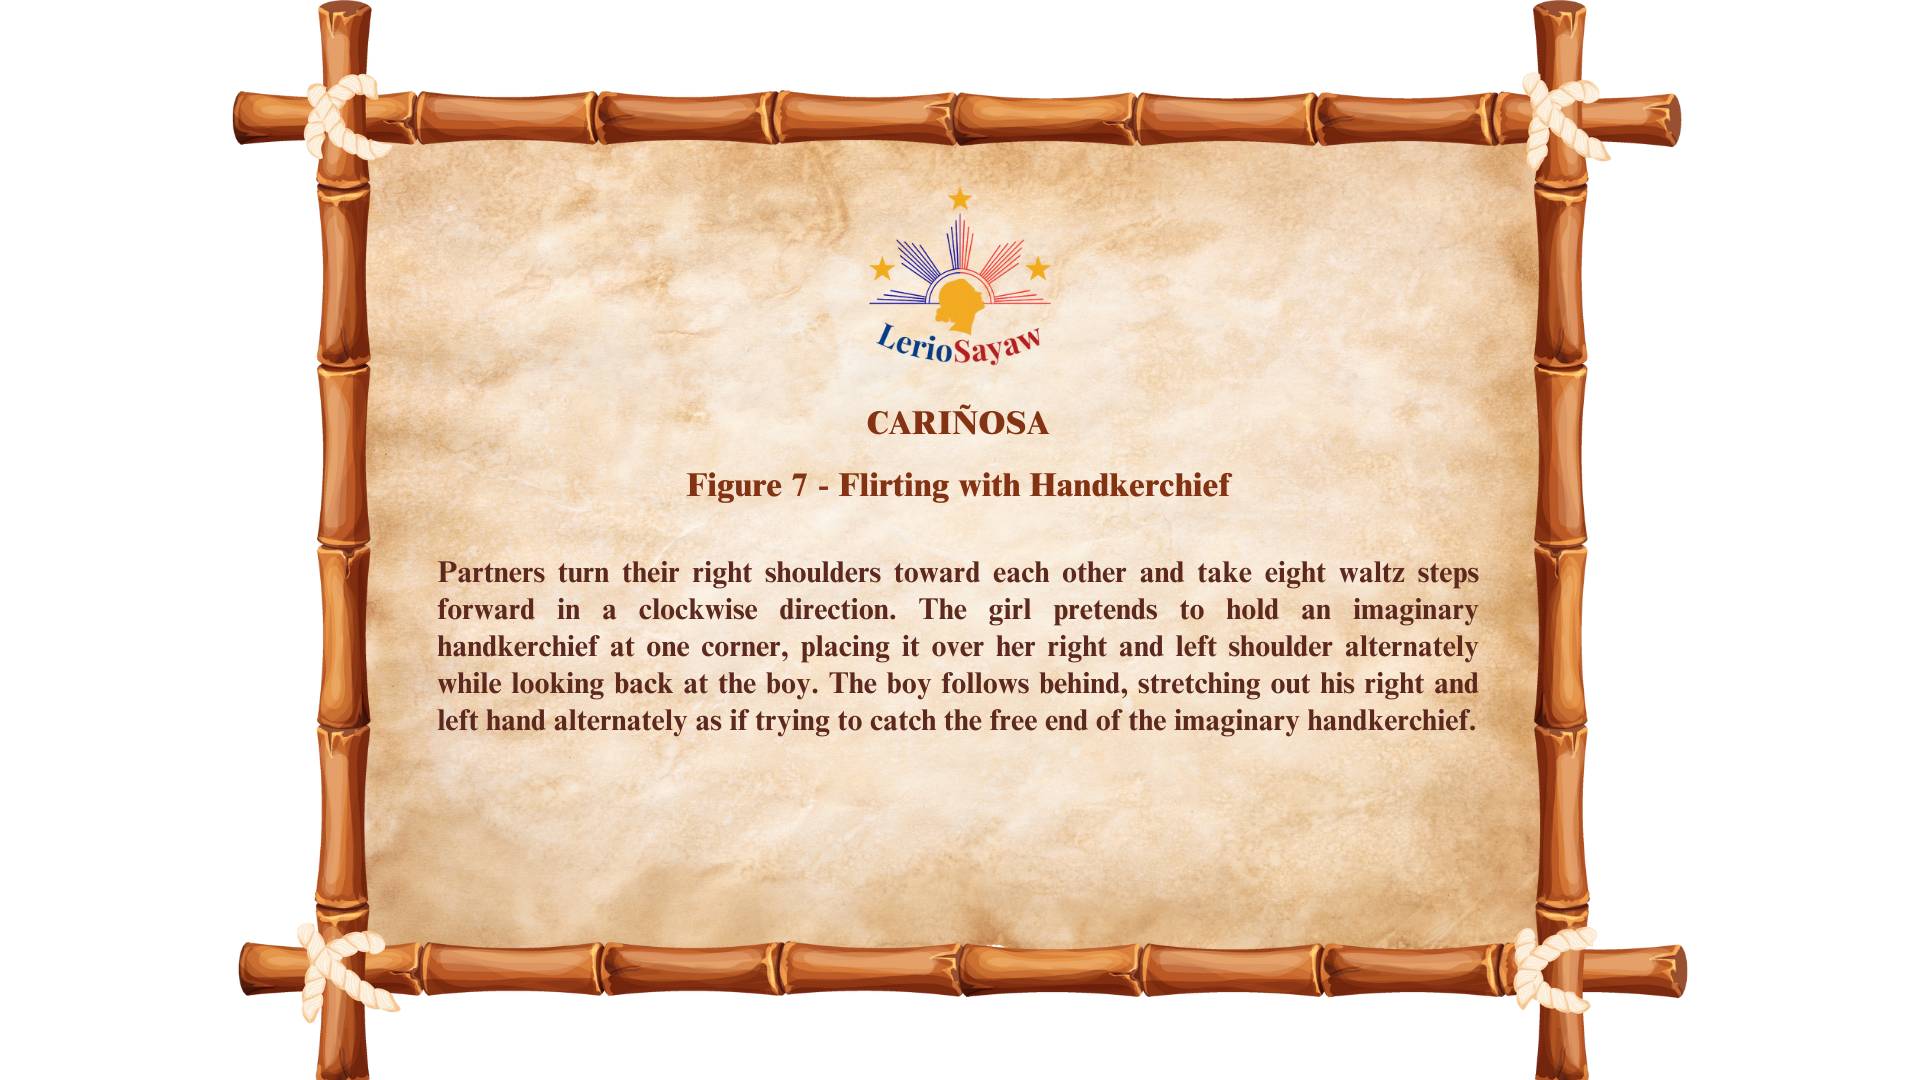 LerioSayaw
CARIÑOSA
Figure 7 - Flirting with Handkerchief
Partners turn their right shoulders toward each other and take eight waltz steps
forward in a clockwise direction. The girl pretends to hold an imaginary
handkerchief at one corner, placing it over her right and left shoulder alternately
while looking back at the boy. The boy follows behind, stretching out his right and
left hand alternately as if trying to catch the free end of the imaginary handkerchief.